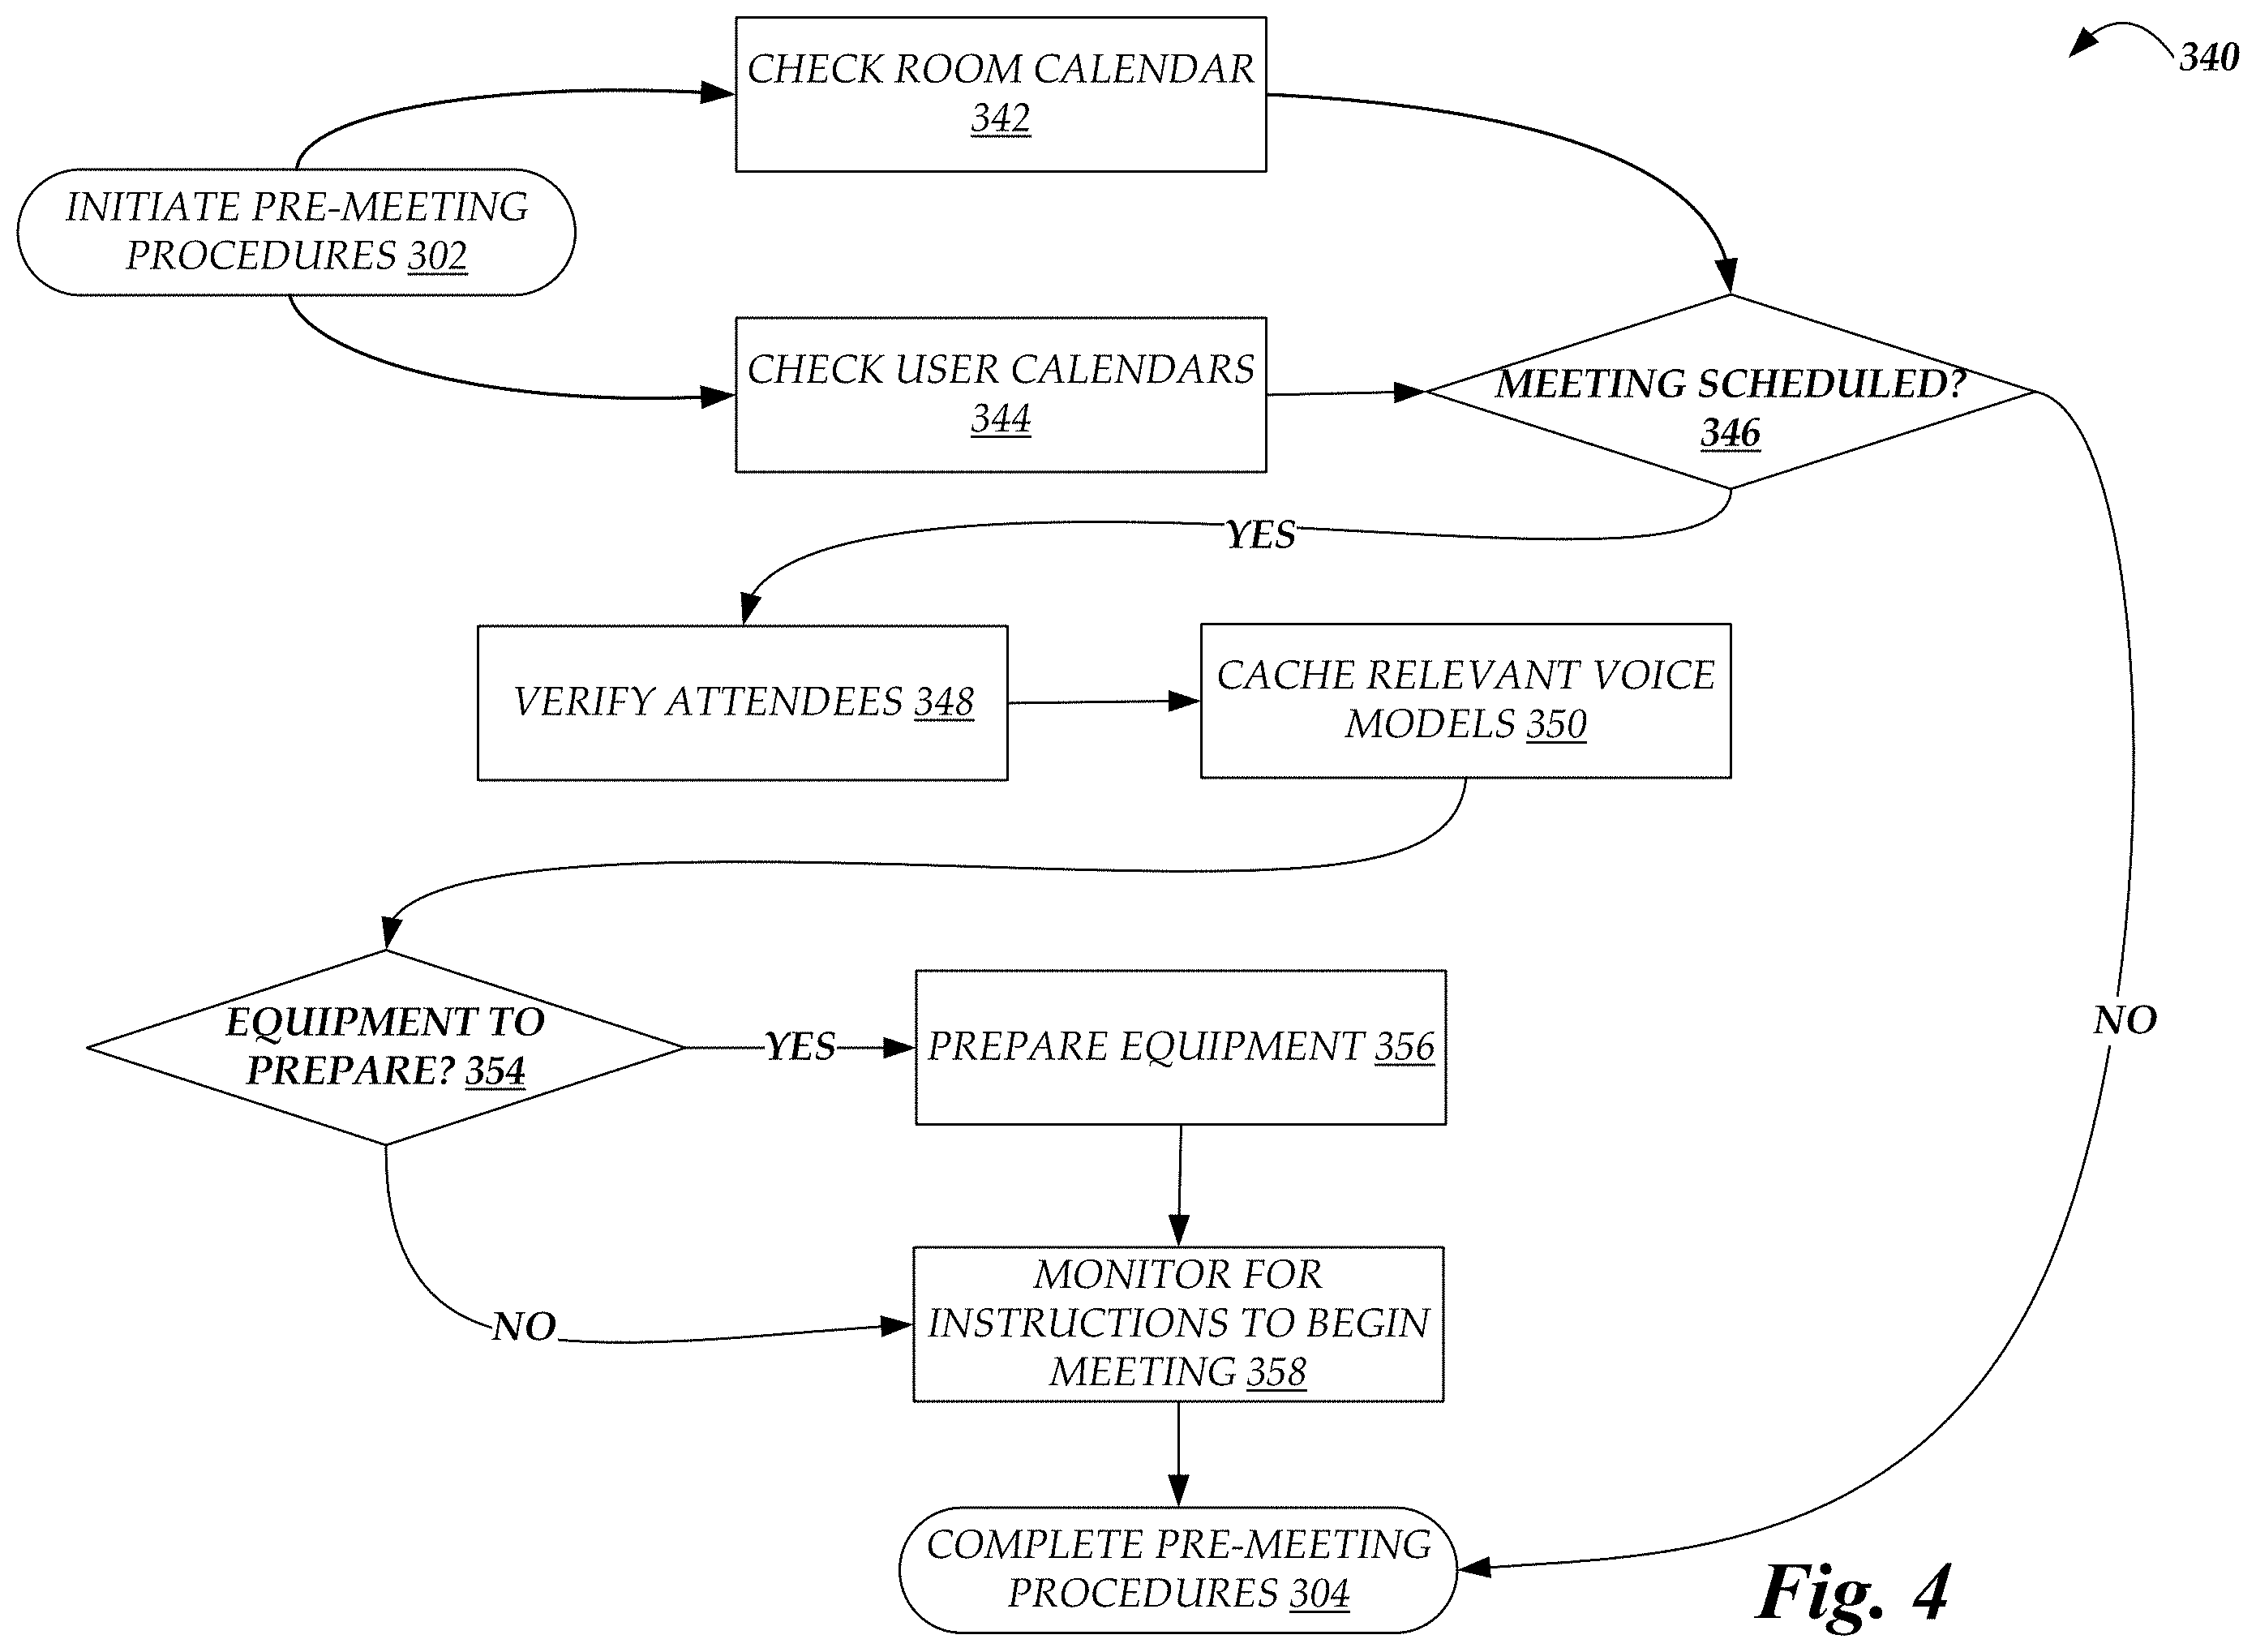 340
CHECK ROOM CALENDAR
342
INITIATE PRE-MEETING
PROCEDURES 302
CHECK USER CALENDARS
344
MEETING SCHEDULED?
346
YES
VERIFY ATTENDEES 348
CACHE RELEVANT VOICE
MODELS 350
EQUIPMENT TO
PREPARE? 354
YES
PREPARE EQUIPMENT 356
NO
NO
MONITOR FOR
INSTRUCTIONS TO BEGIN
MEETING 358
COMPLETE PRE-MEETING
PROCEDURES 304
Fig. 4